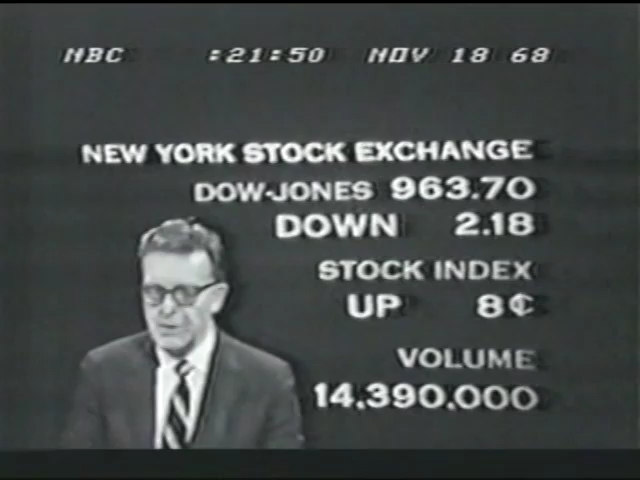 NBC :21:50 NOV 18 68
NEW YORK STOCK EXCHANGE
DOW-JONES 963.70
DOWN 2.18
STOCK INDEX
UP 8¢
VOLUME
14,390,000